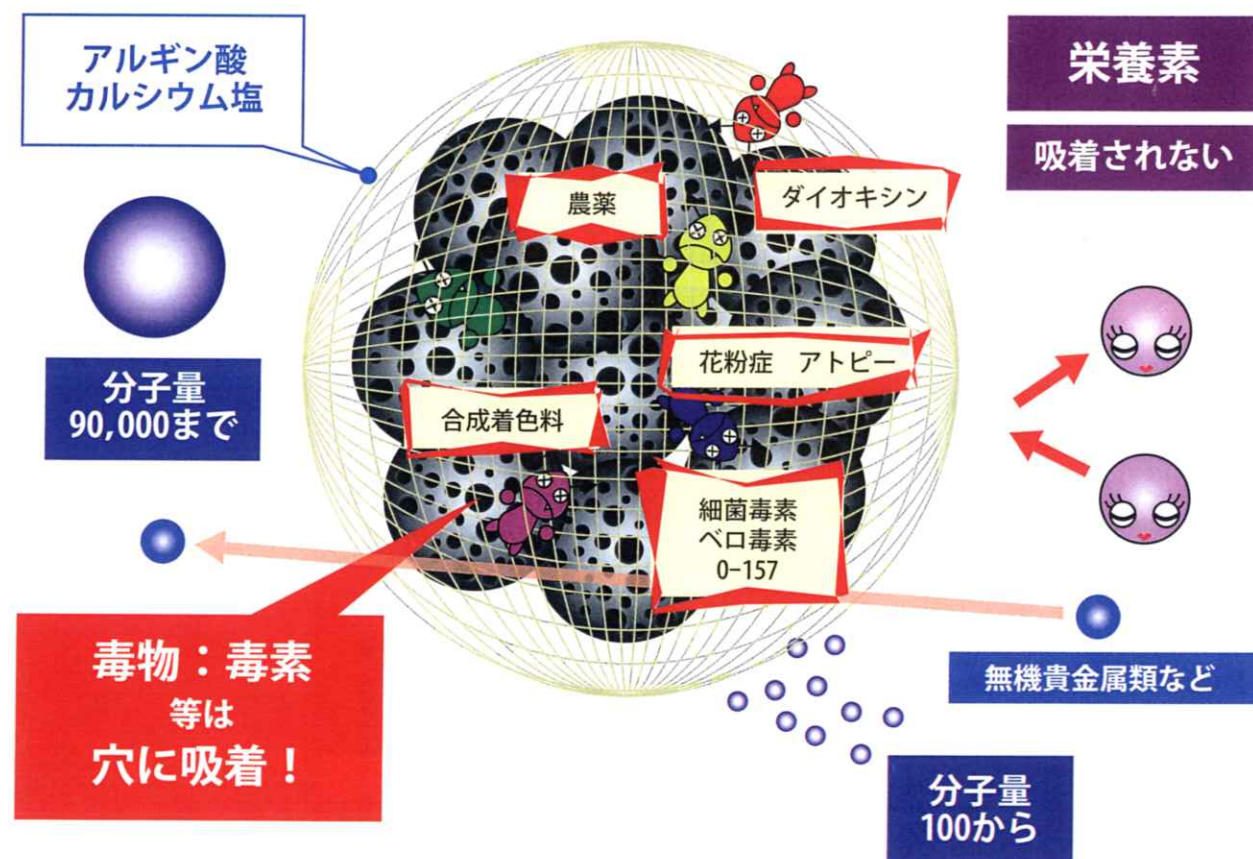 アルギン酸
カルシウム塩
栄養素
吸着されない
農薬
ダイオキシン
花粉症　アトピー
合成着色料
分子量
90,000まで
細菌毒素
ベロ毒素
0-157
毒物：毒素
等は
穴に吸着！
無機貴金属類など
分子量
100から